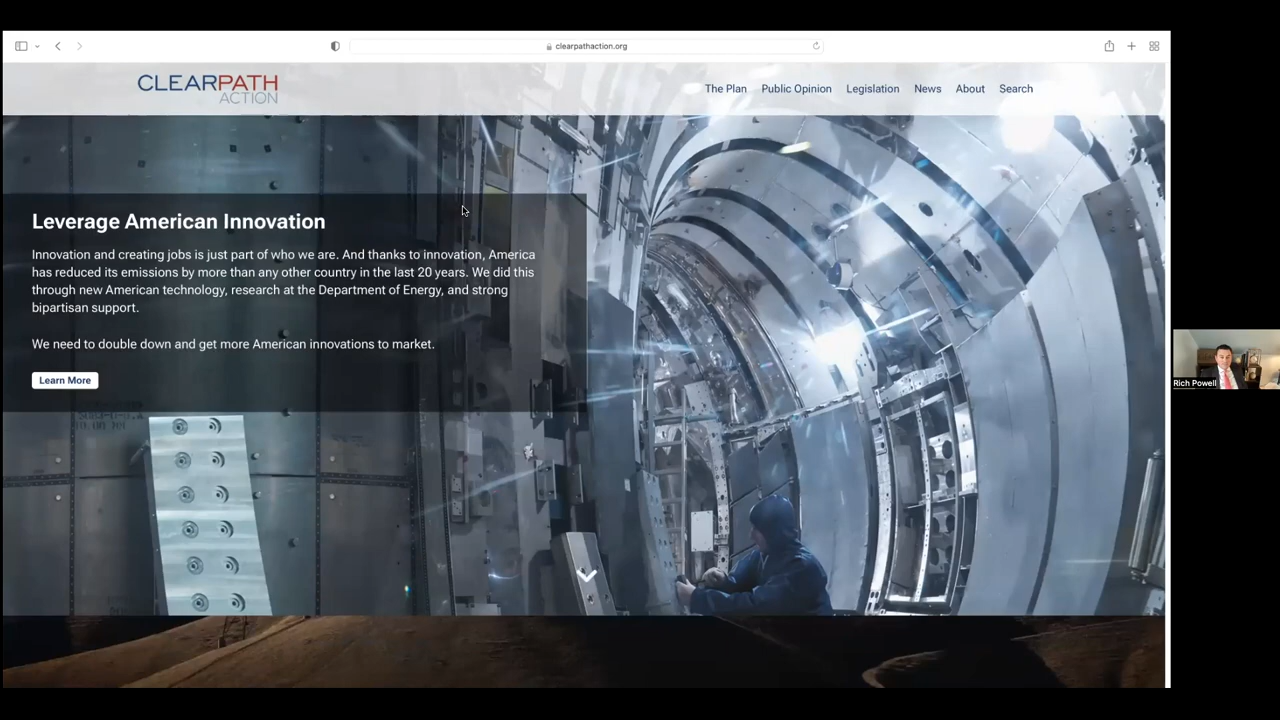 clearpathaction.org
CLEARPATH
ACTION
The Plan Public Opinion Legislation News About Search
Leverage American Innovation
Innovation and creating jobs is just part of who we are. And thanks to innovation, America
has reduced its emissions by more than any other country in the last 20 years. We did this
through new American technology, research at the Department of Energy, and strong
bipartisan support.
We need to double down and get more American innovations to market.
Learn More
Rich Powell